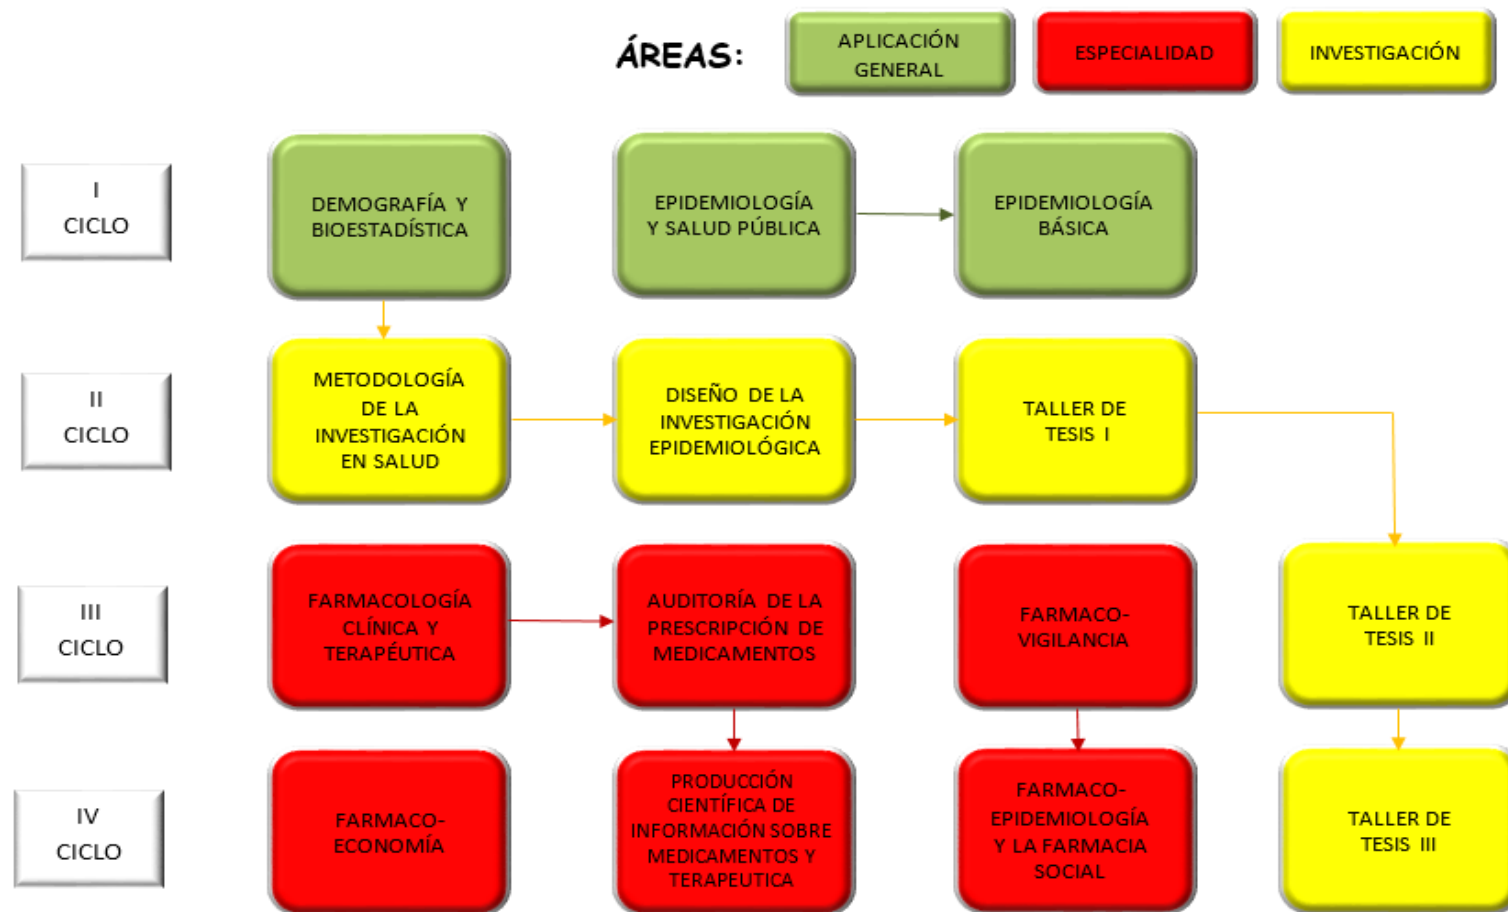 ÁREAS:
APLICACIÓN
GENERAL
ESPECIALIDAD
INVESTIGACIÓN
I
CICLO
DEMOGRAFÍA Y
BIOESTADÍSTICA
EPIDEMIOLOGÍA
Y SALUD PÚBLICA
EPIDEMIOLOGÍA
BÁSICA
II
CICLO
METODOLOGÍA
DE LA
INVESTIGACIÓN
EN SALUD
DISEÑO DE LA
INVESTIGACIÓN
EPIDEMIOLÓGICA
TALLER DE
TESIS I
III
CICLO
FARMACOLOGÍA
CLÍNICA Y
TERAPÉUTICA
AUDITORÍA DE LA
PRESCRIPCIÓN DE
MEDICAMENTOS
FARMACO-
VIGILANCIA
TALLER DE
TESIS II
IV
CICLO
FARMACO-
ECONOMÍA
PRODUCCIÓN
CIENTÍFICA DE
INFORMACIÓN SOBRE
MEDICAMENTOS Y
TERAPEUTICA
FARMACO-
EPIDEMIOLOGÍA
Y LA FARMACIA
SOCIAL
TALLER DE
TESIS III